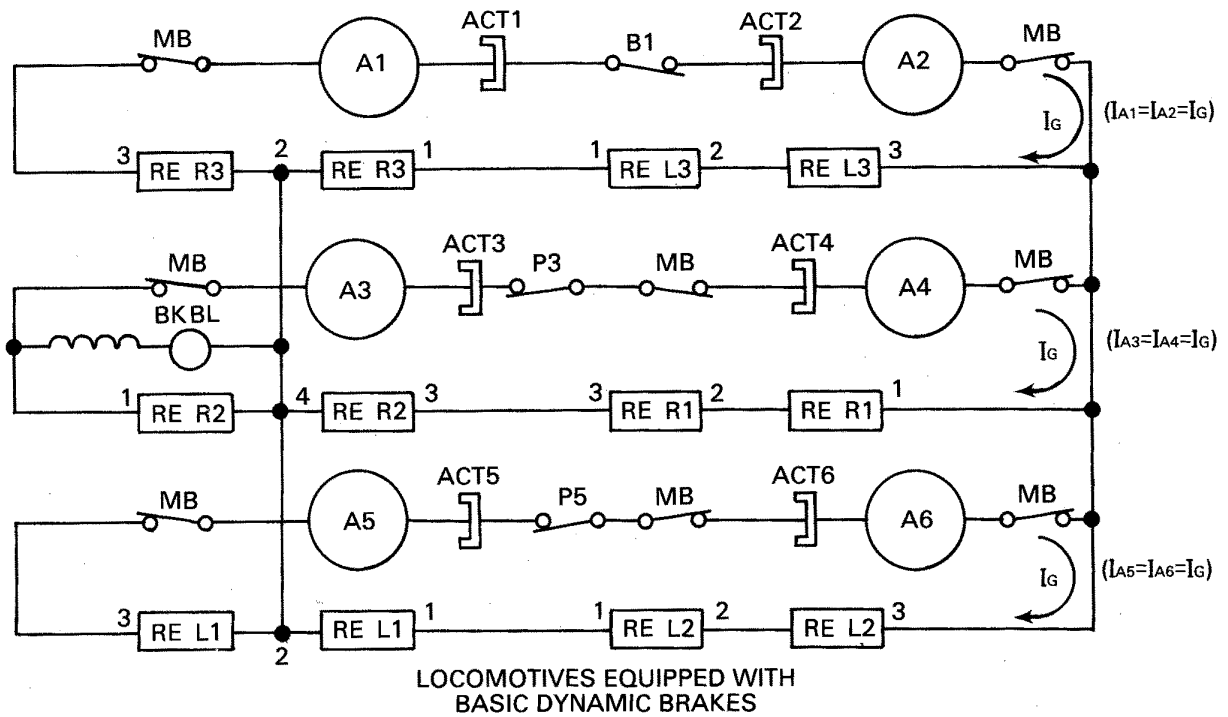 ACT1 ACT2
MB B1 MB
A1 A2
IG (IA1=IA2=IG)
3 2 1 1 2 3
RE R3 RE R3 RE L3 RE L3
ACT3 ACT4
MB P3 MB MB
A3 A4
BKBL
IG (IA3=IA4=IG)
1 4 3 3 2 1
RE R2 RE R2 RE R1 RE R1
ACT5 ACT6
MB P5 MB MB
A5 A6
IG (IA5=IA6=IG)
3 1 1 2 3
RE L1 RE L1 RE L2 RE L2
2
LOCOMOTIVES EQUIPPED WITH
BASIC DYNAMIC BRAKES